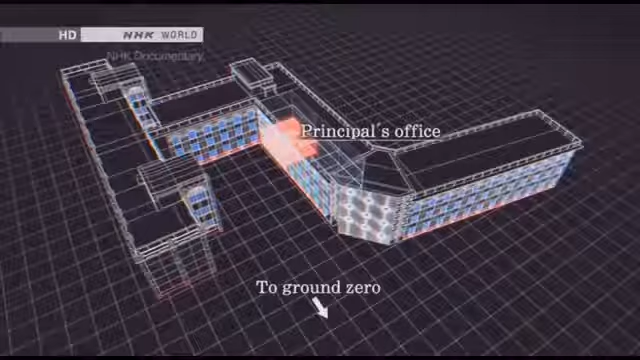 HD NHK WORLD
NHK Documentary
Principal's office
To ground zero